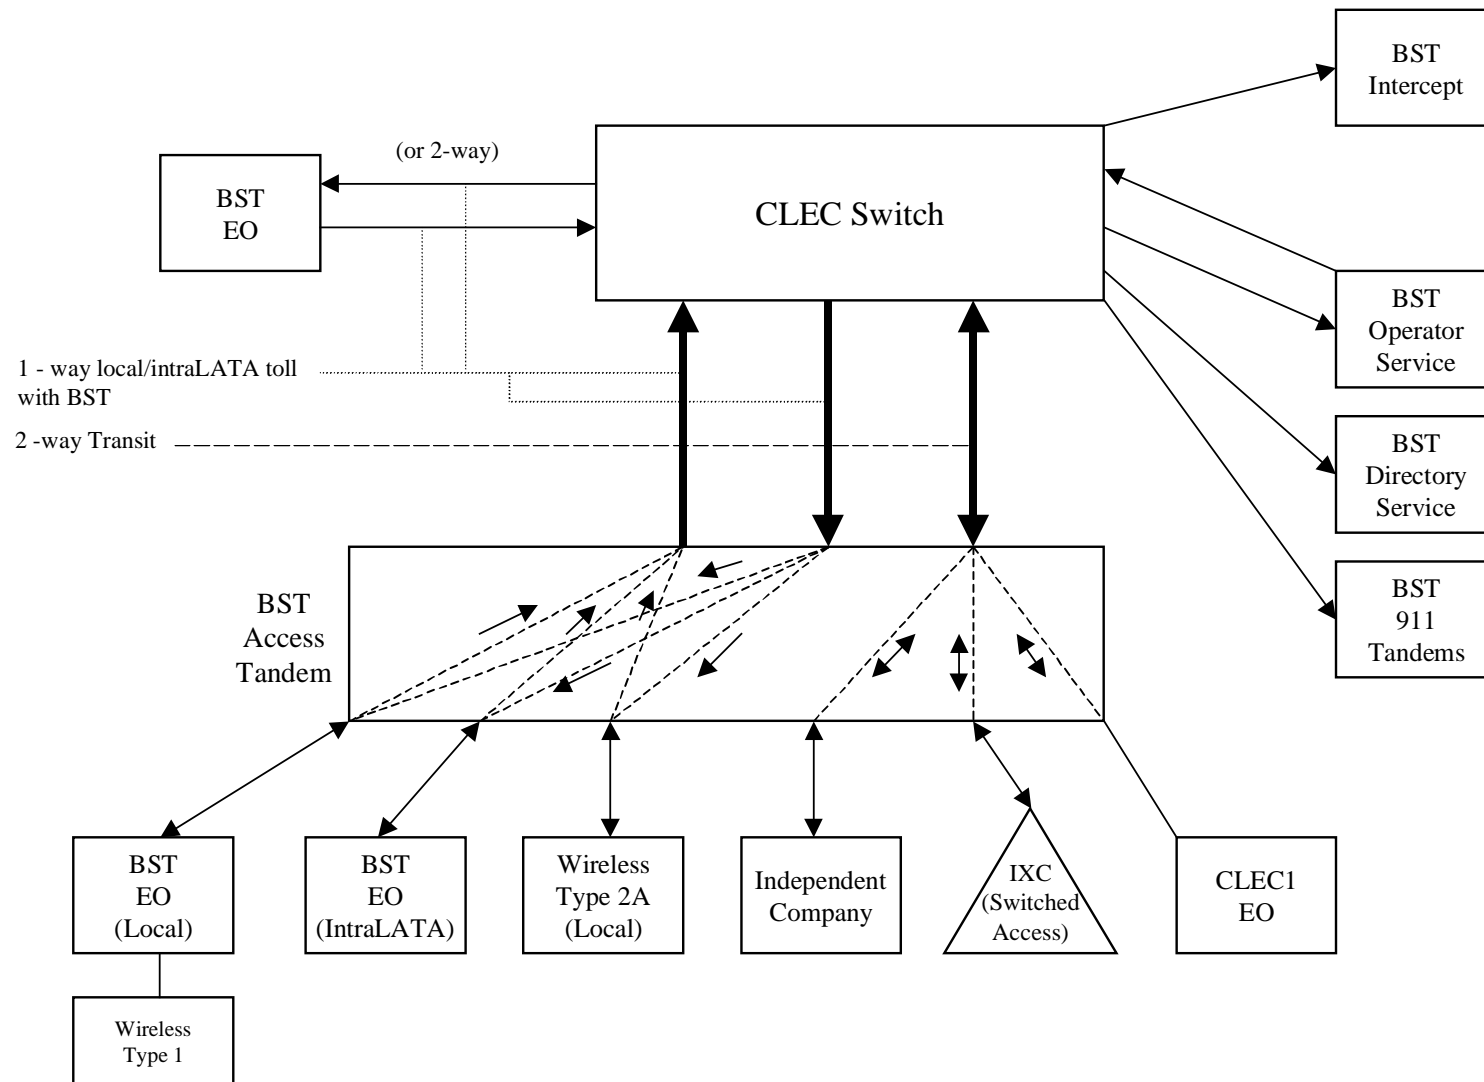 BST
Intercept
(or 2-way)
BST
EO
CLEC Switch
BST
Operator
Service
1 - way local/intraLATA toll
with BST
2 -way Transit
BST
Directory
Service
BST
Access
Tandem
BST
911
Tandems
BST
EO
(Local)
BST
EO
(IntraLATA)
Wireless
Type 2A
(Local)
Independent
Company
IXC
(Switched
Access)
CLEC1
EO
Wireless
Type 1